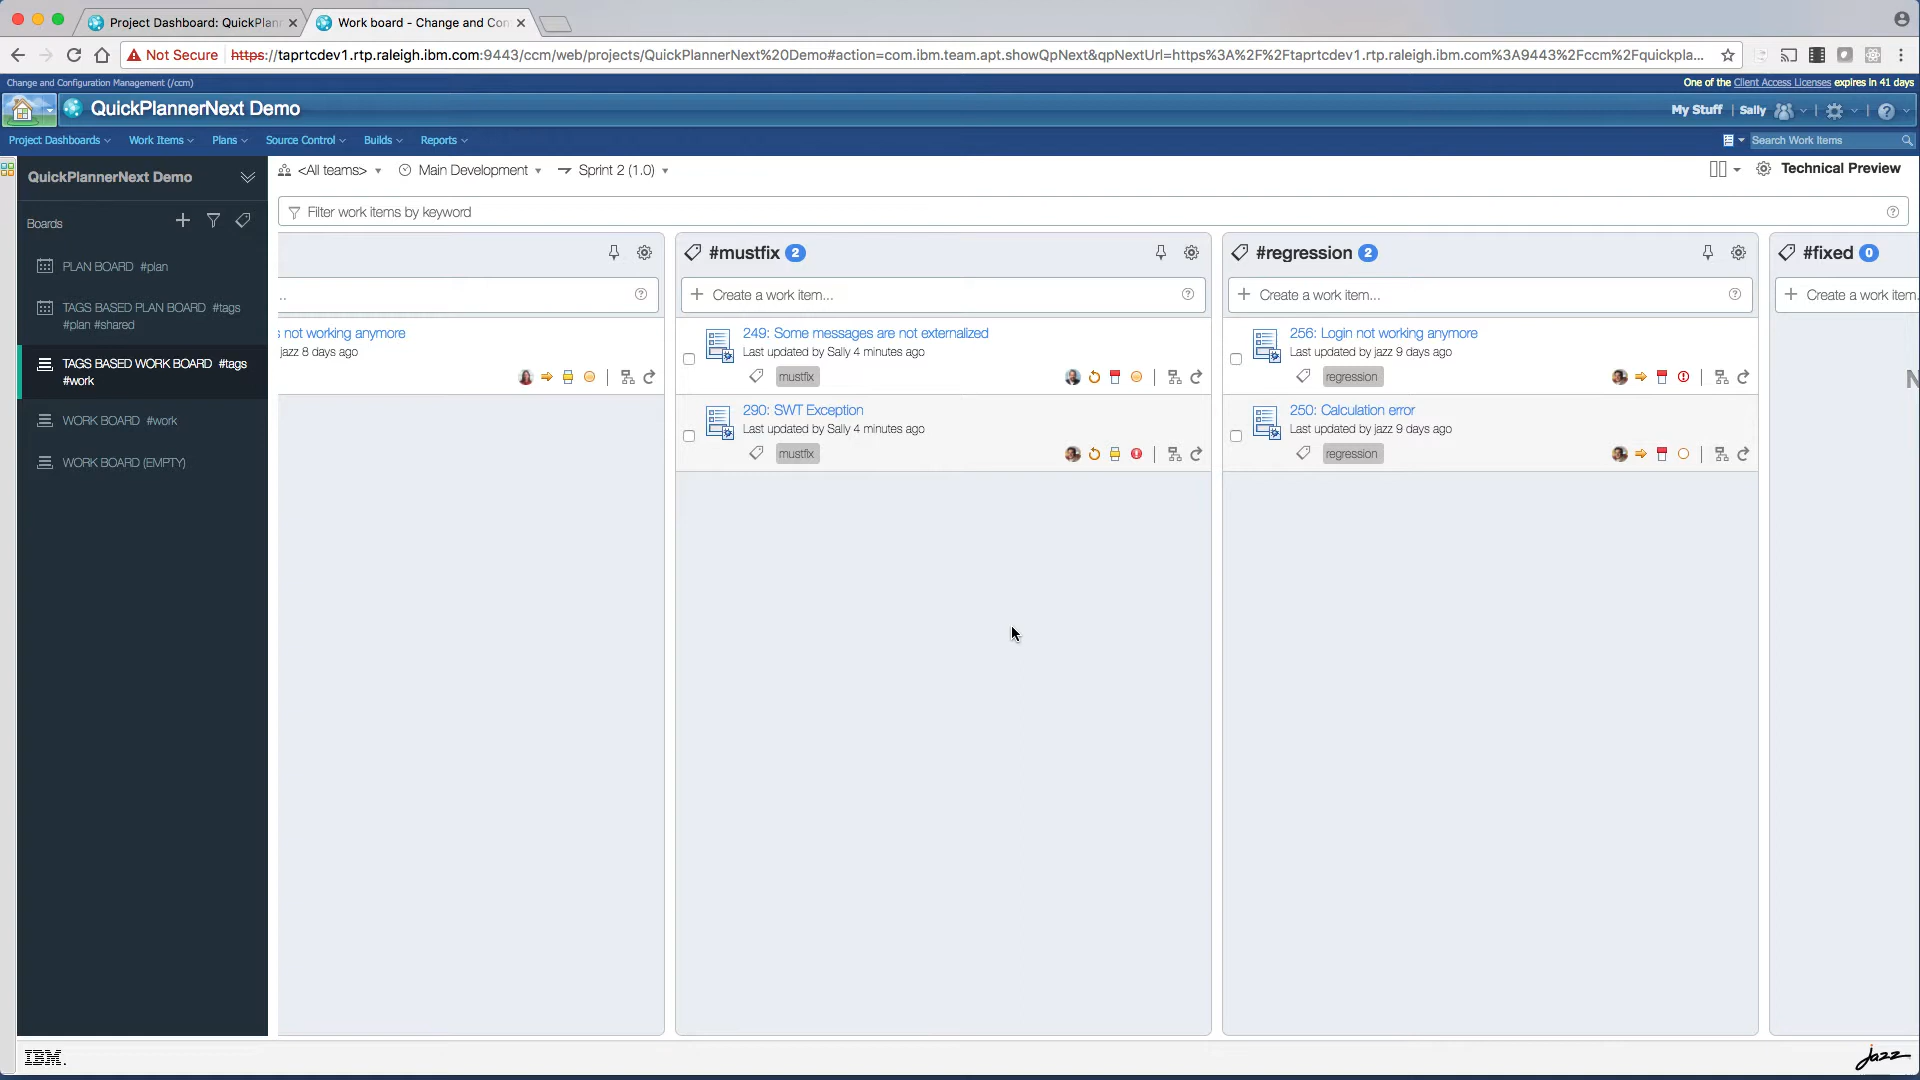 Project Dashboard: QuickPlann
Work board - Change and Con
Not Secure
https://taprtcdev1.rtp.raleigh.ibm.com:9443/ccm/web/projects/QuickPlannerNext%20Demo#action=com.ibm.team.apt.showQpNext&qpNextUrl=https%3A%2F%2Ftaprtcdev1.rtp.raleigh.ibm.com%3A9443%2Fccm%2Fquickpla...
Change and Configuration Management (/ccm)
One of the Client Access Licenses expires in 41 days
QuickPlannerNext Demo
My Stuff | Sally
Project Dashboards
Work Items
Plans
Source Control
Builds
Reports
Search Work Items
QuickPlannerNext Demo
<All teams>
Main Development
Sprint 2 (1.0)
Technical Preview
Boards
Filter work items by keyword
PLAN BOARD #plan
TAGS BASED PLAN BOARD #tags
#plan #shared
TAGS BASED WORK BOARD #tags
#work
WORK BOARD #work
WORK BOARD (EMPTY)
...
s not working anymore
jazz 8 days ago
#mustfix 2
Create a work item...
249: Some messages are not externalized
Last updated by Sally 4 minutes ago
mustfix
290: SWT Exception
Last updated by Sally 4 minutes ago
mustfix
#regression 2
Create a work item...
256: Login not working anymore
Last updated by jazz 9 days ago
regression
250: Calculation error
Last updated by jazz 9 days ago
regression
#fixed 0
Create a work item.
N
IBM.
jazz